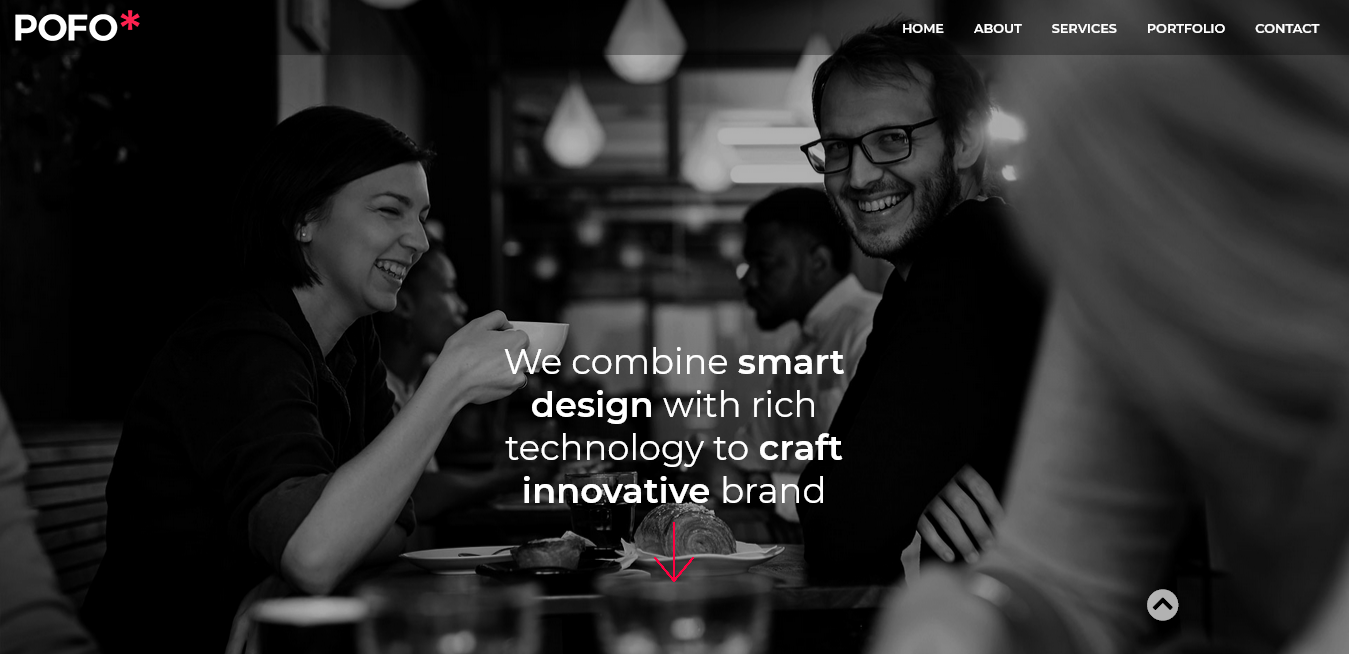 POFO*
HOME ABOUT SERVICES PORTFOLIO CONTACT
We combine smart
design with rich
technology to craft
innovative brand